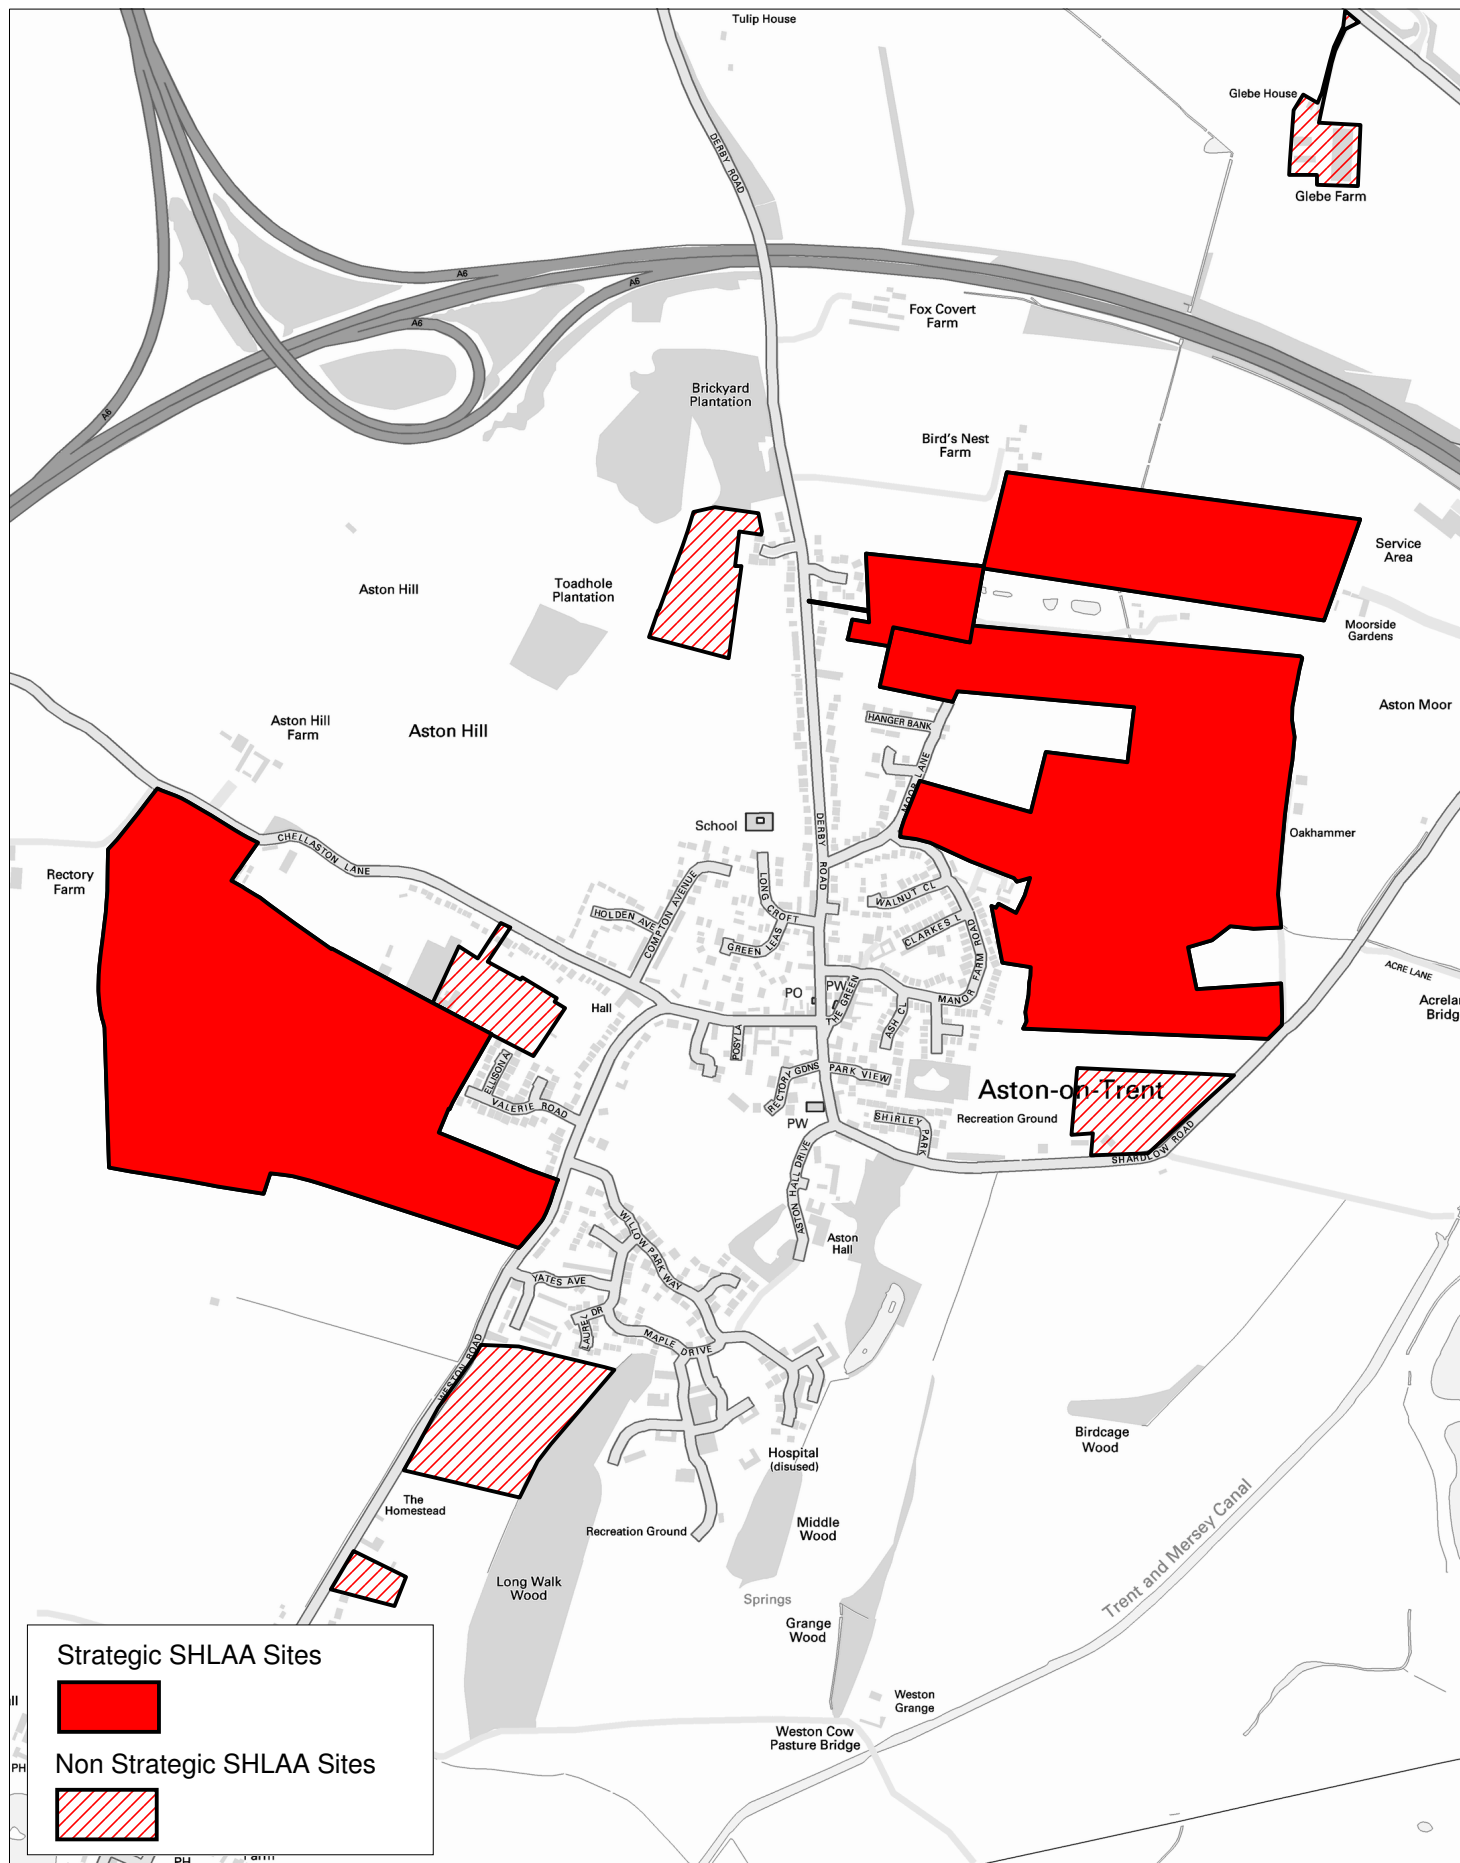 Tulip House
Glebe House
Glebe Farm
DERBY ROAD
A6
A6
A6
A6
Fox Covert
Farm
Brickyard
Plantation
Bird's Nest
Farm
Service
Area
Aston Hill
Toadhole
Plantation
Moorside
Gardens
Aston Moor
Aston Hill
Farm
Aston Hill
HANGER BANK
MOOR LANE
School
DERBY ROAD
Oakhammer
CHELLASTON LANE
Rectory
Farm
COMPTON AVENUE
LONG CROFT
WALNUT CL
HOLDEN AVE
GREEN LEAS
CLARKES L
MANOR FARM ROAD
ACRE LANE
PO
PW
THE GREEN
Hall
ASH CL
POSY LA
Acrelan
Bridg
ELLISON A
VALERIE ROAD
RECTORY GDNS
PARK VIEW
Aston-on-Trent
Recreation Ground
PW
SHIRLEY PARK
SHARDLOW ROAD
ASTON HALL DRIVE
WILLOW PARK WAY
Aston
Hall
YATES AVE
LAUREL DR
MAPLE DRIVE
WESTON ROAD
Birdcage
Wood
Hospital
(disused)
The
Homestead
Recreation Ground
Middle
Wood
Trent and Mersey Canal
Long Walk
Wood
Springs
Grange
Wood
Weston
Grange
Weston Cow
Pasture Bridge
Strategic SHLAA Sites
Non Strategic SHLAA Sites
PH
PH